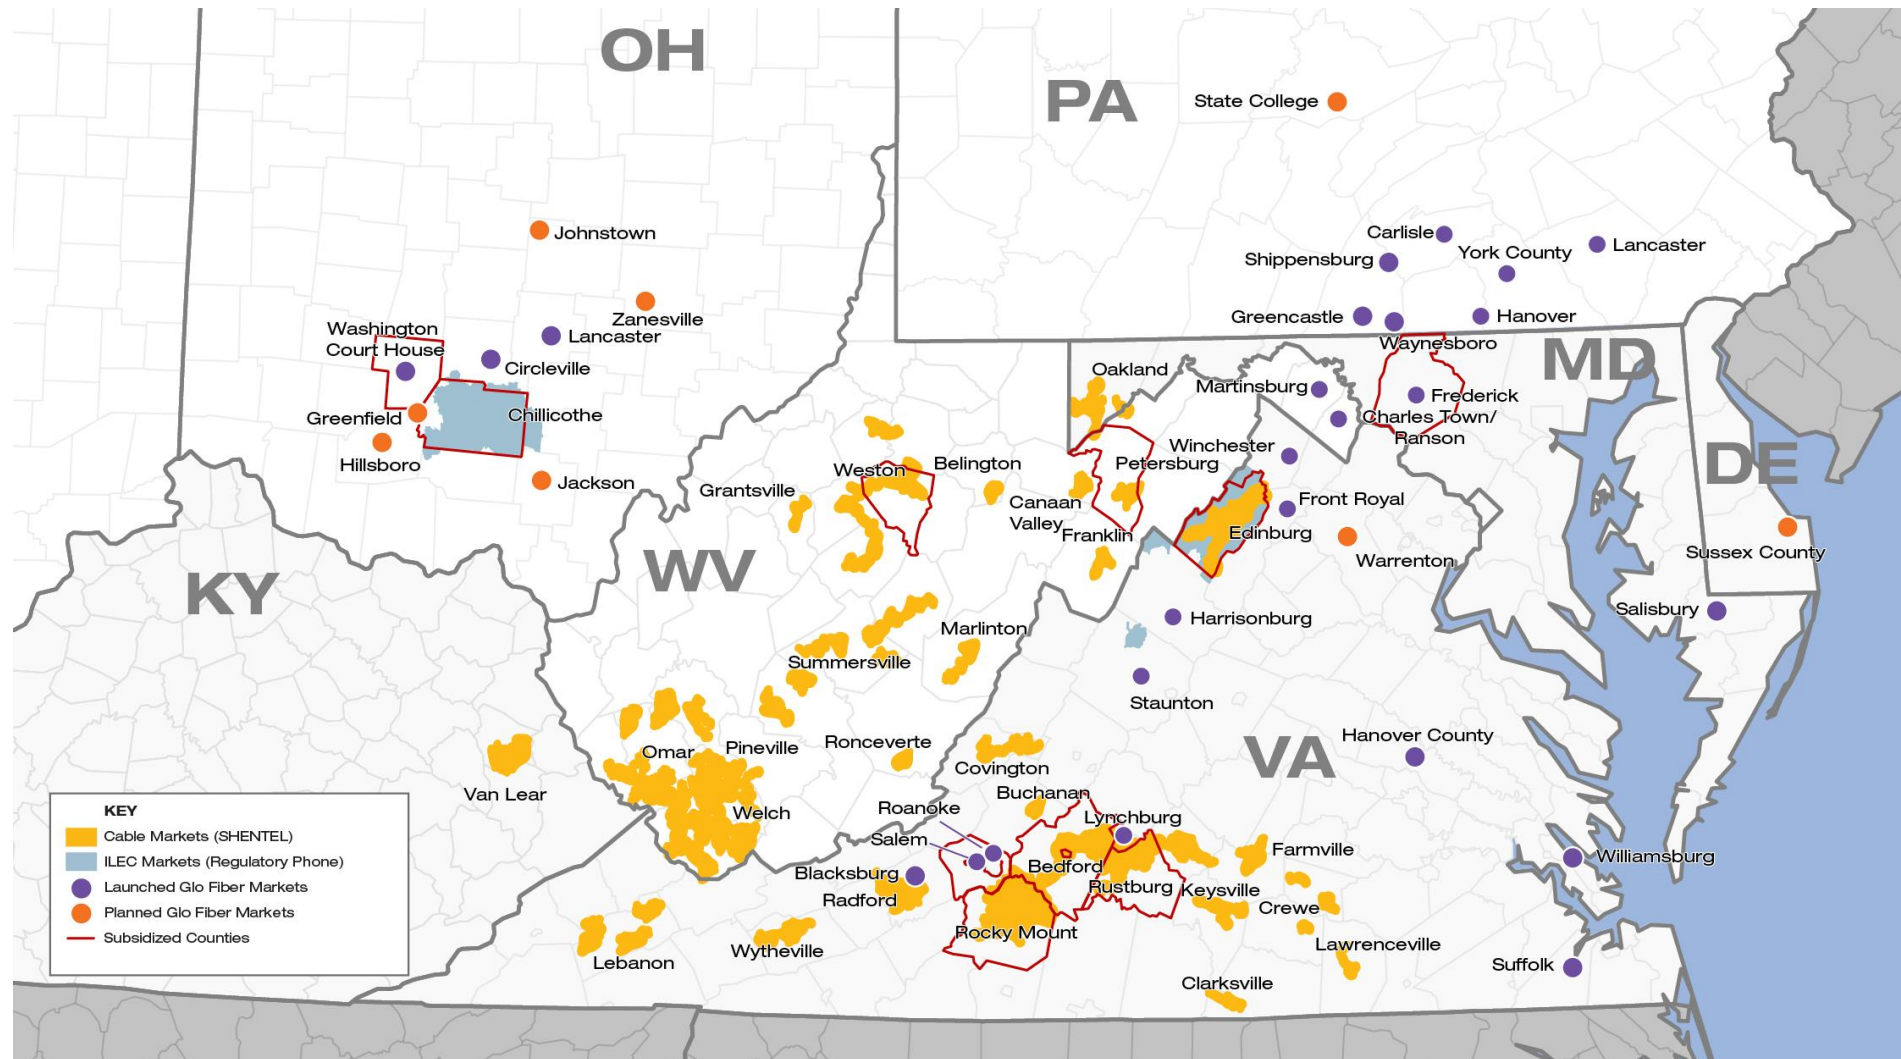 OH
PA
State College
Johnstown
Carlisle
York County
Lancaster
Shippensburg
Zanesville
Washington
Court House
Lancaster
Circleville
Greencastle
Hanover
Waynesboro
MD
Oakland
Martinsburg
Frederick
Charles Town/
Ranson
Greenfield
Chillicothe
Hillsboro
Jackson
Winchester
DE
Weston
Belington
Petersburg
Grantsville
Canaan
Valley
Front Royal
Franklin
Edinburg
Warrenton
Sussex County
WV
KY
Salisbury
Harrisonburg
Marlinton
Summersville
Staunton
Hanover County
VA
Omar
Pineville
Ronceverte
Covington
Van Lear
Buchanan
Roanoke
Welch
Lynchburg
Salem
Farmville
Williamsburg
Blacksburg
Bedford
Radford
Rustburg
Keysville
Crewe
Rocky Mount
Lawrenceville
Wytheville
Lebanon
Suffolk
Clarksville
KEY
Cable Markets (SHENTEL)
ILEC Markets (Regulatory Phone)
Launched Glo Fiber Markets
Planned Glo Fiber Markets
Subsidized Counties